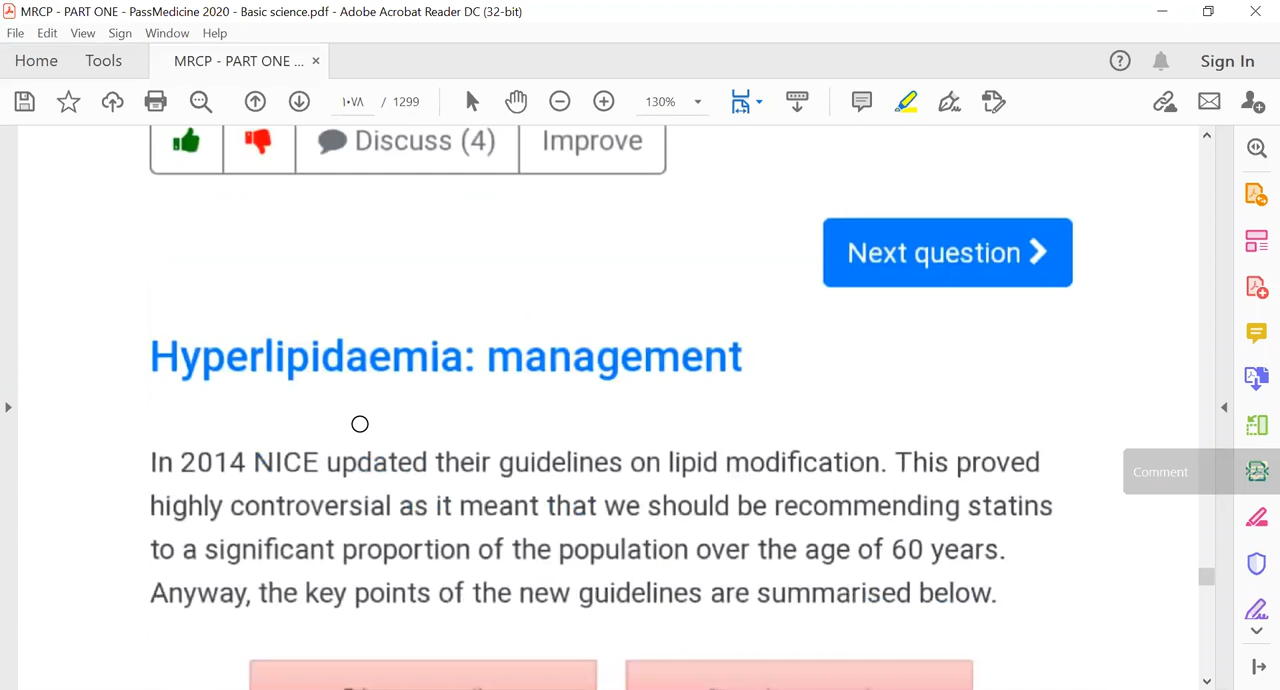 MRCP - PART ONE - PassMedicine 2020 - Basic science.pdf - Adobe Acrobat Reader DC (32-bit)
File Edit View Sign Window Help
Home Tools MRCP - PART ONE ... × Sign In
١٠٧٨ / 1299 130%
Discuss (4) Improve
Next question
Hyperlipidaemia: management
In 2014 NICE updated their guidelines on lipid modification. This proved
Comment
highly controversial as it meant that we should be recommending statins
to a significant proportion of the population over the age of 60 years.
Anyway, the key points of the new guidelines are summarised below.